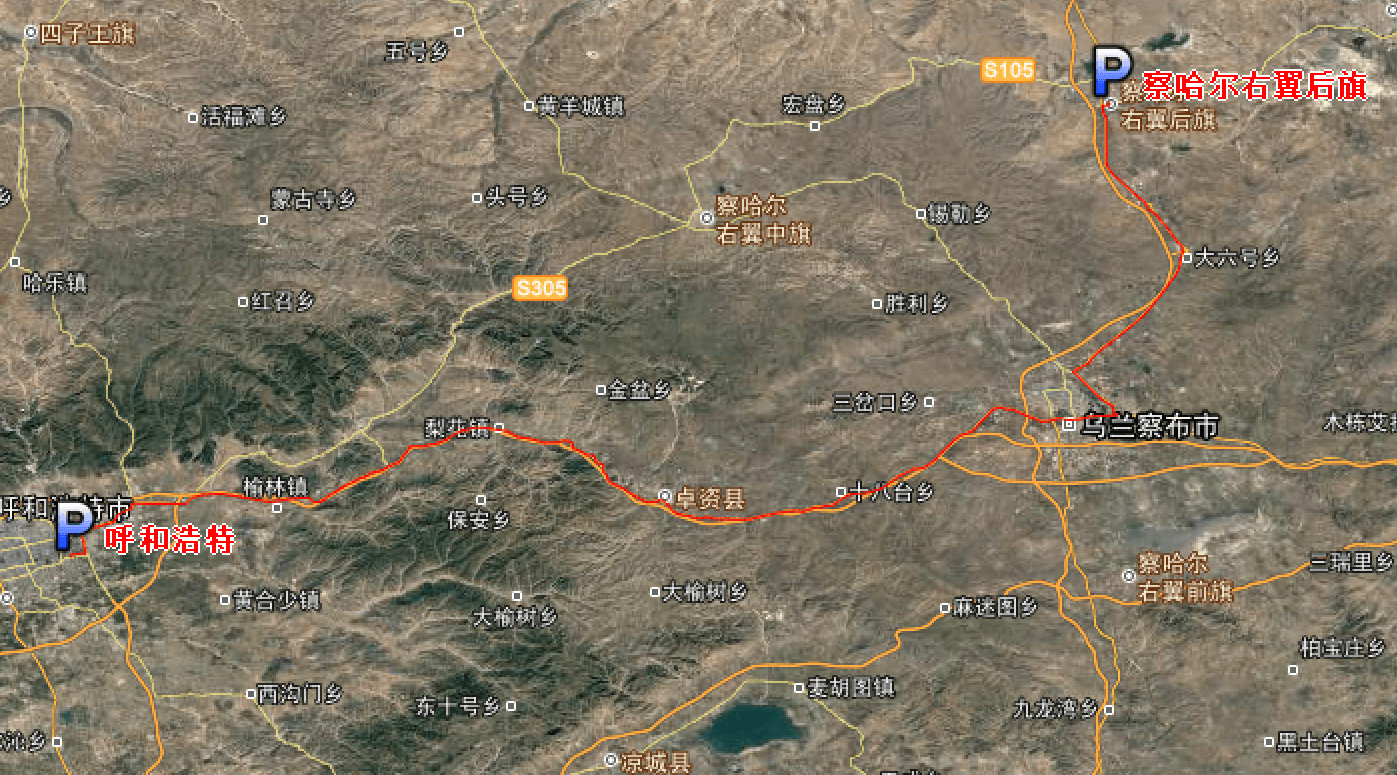 四子王旗
五号乡
S105
P
察哈尔右翼后旗
右翼后旗
活福滩乡
黄羊城镇
宏盘乡
蒙古寺乡
头号乡
察哈尔
右翼中旗
锡勒乡
大六号乡
哈乐镇
红召乡
S305
胜利乡
金盆乡
三岔口乡
梨花镇
乌兰察布市
木栋艾
榆林镇
卓资县
十八台乡
保安乡
P
呼和浩特
察哈尔
右翼前旗
三瑞里乡
黄合少镇
大榆树乡
大榆树乡
麻迷图乡
柏宝庄乡
西沟门乡
东十号乡
麦胡图镇
九龙湾乡
沁乡
黑土台镇
凉城县